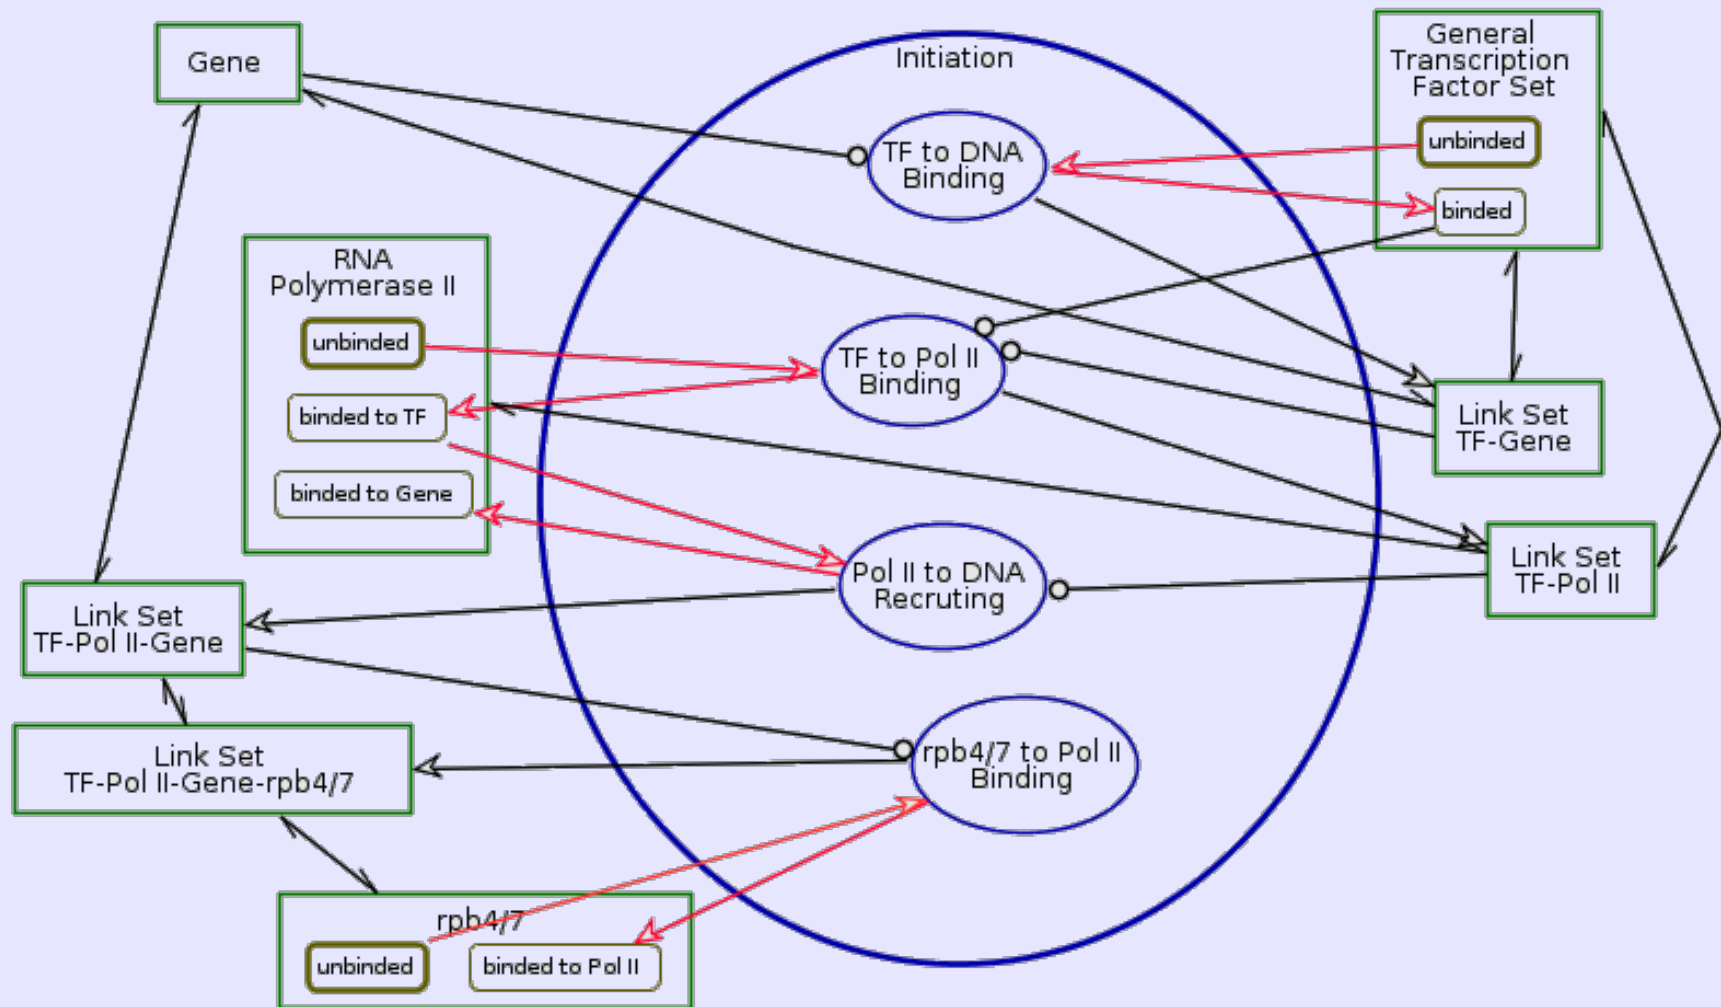 Gene
Initiation
General
Transcription
Factor Set
unbinded
binded
TF to DNA
Binding
RNA
Polymerase II
unbinded
binded to TF
binded to Gene
TF to Pol II
Binding
Link Set
TF-Gene
Pol II to DNA
Recruting
Link Set
TF-Pol II
Link Set
TF-Pol II-Gene
Link Set
TF-Pol II-Gene-rpb4/7
rpb4/7 to Pol II
Binding
rpb4/7
unbinded
binded to Pol II